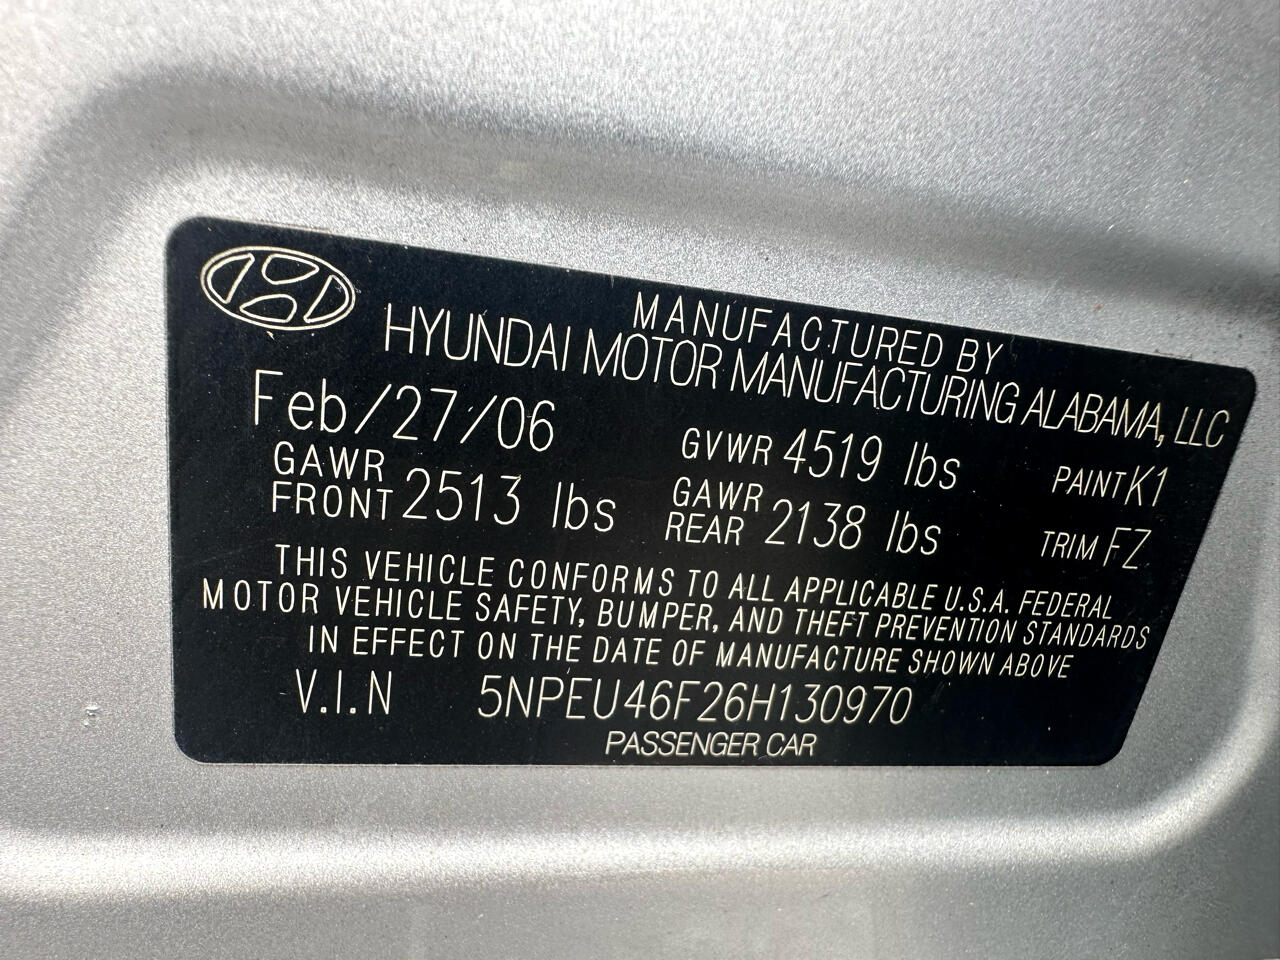 MANUFACTURED BY
HYUNDAI MOTOR MANUFACTURING ALABAMA, LLC
Feb/27/06 GVWR 4519 lbs PAINT K1
GAWR FRONT 2513 lbs GAWR REAR 2138 lbs TRIM FZ
THIS VEHICLE CONFORMS TO ALL APPLICABLE U.S.A. FEDERAL
MOTOR VEHICLE SAFETY, BUMPER, AND THEFT PREVENTION STANDARDS
IN EFFECT ON THE DATE OF MANUFACTURE SHOWN ABOVE
V.I.N 5NPEU46F26H130970
PASSENGER CAR